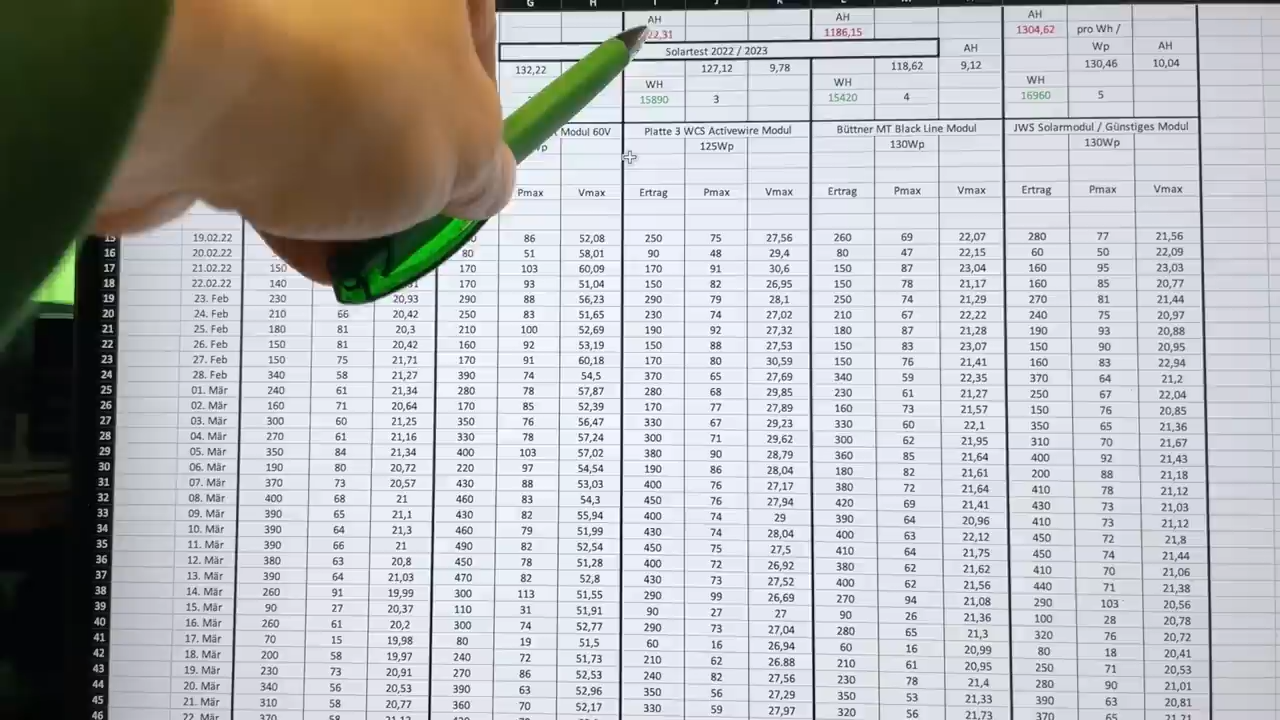 G H I J K L M
AH AH AH
22,31 1186,15 1304,62 pro Wh /
Solartest 2022 / 2023 AH Wp AH
132,22 127,12 9,78 118,62 9,12 130,46 10,04
WH WH WH
15890 3 15420 4 16960 5
Modul 60V Platte 3 WCS Activewire Modul Büttner MT Black Line Modul JWS Solarmodul / Günstiges Modul
125Wp 130Wp 130Wp
Pmax Vmax Ertrag Pmax Vmax Ertrag Pmax Vmax Ertrag Pmax Vmax
15 19.02.22 86 52,08 250 75 27,56 260 69 22,07 280 77 21,56
16 20.02.22 80 51 58,01 90 48 29,4 80 47 22,15 60 50 22,09
17 21.02.22 150 170 103 60,09 170 91 30,6 150 87 23,04 160 95 23,03
18 22.02.22 140 170 93 51,04 150 82 26,95 150 78 21,17 160 85 20,77
19 23. Feb 230 20,93 290 88 56,23 290 79 28,1 250 74 21,29 270 81 21,44
20 24. Feb 210 66 20,42 250 83 51,65 230 74 27,02 210 67 22,22 240 75 20,97
21 25. Feb 180 81 20,3 210 100 52,69 190 92 27,32 180 87 21,28 190 93 20,88
22 26. Feb 150 81 20,42 160 92 53,19 150 88 27,53 150 83 23,07 150 90 20,95
23 27. Feb 150 75 21,71 170 91 60,18 170 80 30,59 150 76 21,41 160 83 22,94
24 28. Feb 340 58 21,27 390 74 54,5 370 65 27,69 340 59 22,35 370 64 21,2
25 01. Mär 240 61 21,34 280 78 57,87 280 68 29,85 230 61 21,27 250 67 22,04
26 02. Mär 160 71 20,64 170 85 52,39 170 77 27,89 160 73 21,57 150 76 20,85
27 03. Mär 300 60 21,25 350 76 56,47 330 67 29,23 330 60 22,1 350 65 21,36
28 04. Mär 270 61 21,16 330 78 57,24 300 71 29,62 300 62 21,95 310 70 21,67
29 05. Mär 350 84 21,34 400 103 57,02 380 90 28,79 360 85 21,64 400 92 21,43
30 06. Mär 190 80 20,72 220 97 54,54 190 86 28,04 180 82 21,61 200 88 21,18
31 07. Mär 370 73 20,57 430 88 53,03 400 76 27,17 380 72 21,64 410 78 21,12
32 08. Mär 400 68 21 460 83 54,3 450 76 27,94 420 69 21,41 430 73 21,03
33 09. Mär 390 65 21,1 430 82 55,94 400 74 29 390 64 20,96 410 73 21,12
34 10. Mär 390 64 21,3 460 79 51,99 430 74 28,04 400 63 22,12 450 72 21,8
35 11. Mär 390 66 21 490 82 52,54 450 75 27,5 410 64 21,75 450 74 21,44
36 12. Mär 380 63 20,8 450 78 51,28 400 72 26,92 380 62 21,62 410 70 21,06
37 13. Mär 390 64 21,03 470 82 52,8 430 73 27,52 400 62 21,56 440 71 21,38
38 14. Mär 260 91 19,99 300 113 51,55 290 99 26,69 270 94 21,08 290 103 20,56
39 15. Mär 90 27 20,37 110 31 51,91 90 27 27 90 26 21,36 100 28 20,78
40 16. Mär 260 61 20,2 300 74 52,77 290 73 27,04 280 65 21,3 320 76 20,72
41 17. Mär 70 15 19,98 80 19 51,5 60 16 26,94 60 16 20,99 80 18 20,41
42 18. Mär 200 58 19,97 240 72 51,73 210 62 26.88 210 61 20,95 250 71 20,53
43 19. Mär 230 73 20,91 270 86 52,53 240 82 27,56 230 78 21,4 280 90 21,01
44 20. Mär 340 56 20,53 390 63 52,96 350 56 27,29 350 53 21,33 390 63 20,81
45 21. Mär 310 58 20,77 360 70 52,17 330 59 27,97 320 56 21,73 370 65
46 22. Mär 370 58